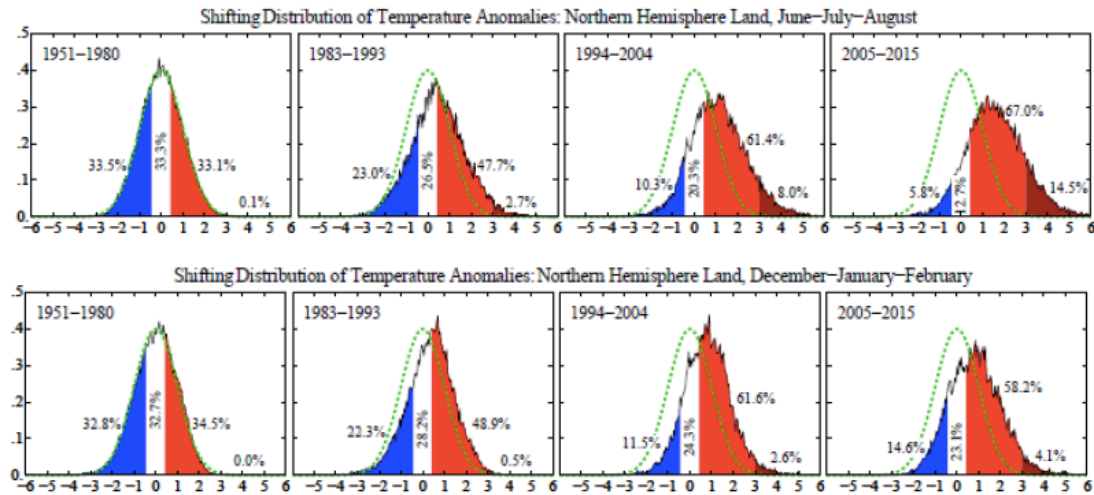 Shifting Distribution of Temperature Anomalies: Northern Hemisphere Land, June–July–August
.5 1951–1980 1983–1993 1994–2004 2005–2015
.4
.3
.2 33.5% 33.3% 33.1% 23.0% 26.5% 47.7% 10.3% 20.3% 61.4% 5.8% 12.7% 67.0%
.1 0.1% 2.7% 8.0% 14.5%
0.
−6 −5 −4 −3 −2 −1 0 1 2 3 4 5 6 −5 −4 −3 −2 −1 0 1 2 3 4 5 6 −5 −4 −3 −2 −1 0 1 2 3 4 5 6 −5 −4 −3 −2 −1 0 1 2 3 4 5 6
Shifting Distribution of Temperature Anomalies: Northern Hemisphere Land, December–January–February
.5 1951–1980 1983–1993 1994–2004 2005–2015
.4
.3
.2
.1 32.8% 32.7% 34.5% 22.3% 28.2% 48.9% 11.5% 24.3% 61.6% 14.6% 23.1% 58.2%
0. 0.0% 0.5% 2.6% 4.1%
−6 −5 −4 −3 −2 −1 0 1 2 3 4 5 6 −5 −4 −3 −2 −1 0 1 2 3 4 5 6 −5 −4 −3 −2 −1 0 1 2 3 4 5 6 −5 −4 −3 −2 −1 0 1 2 3 4 5 6